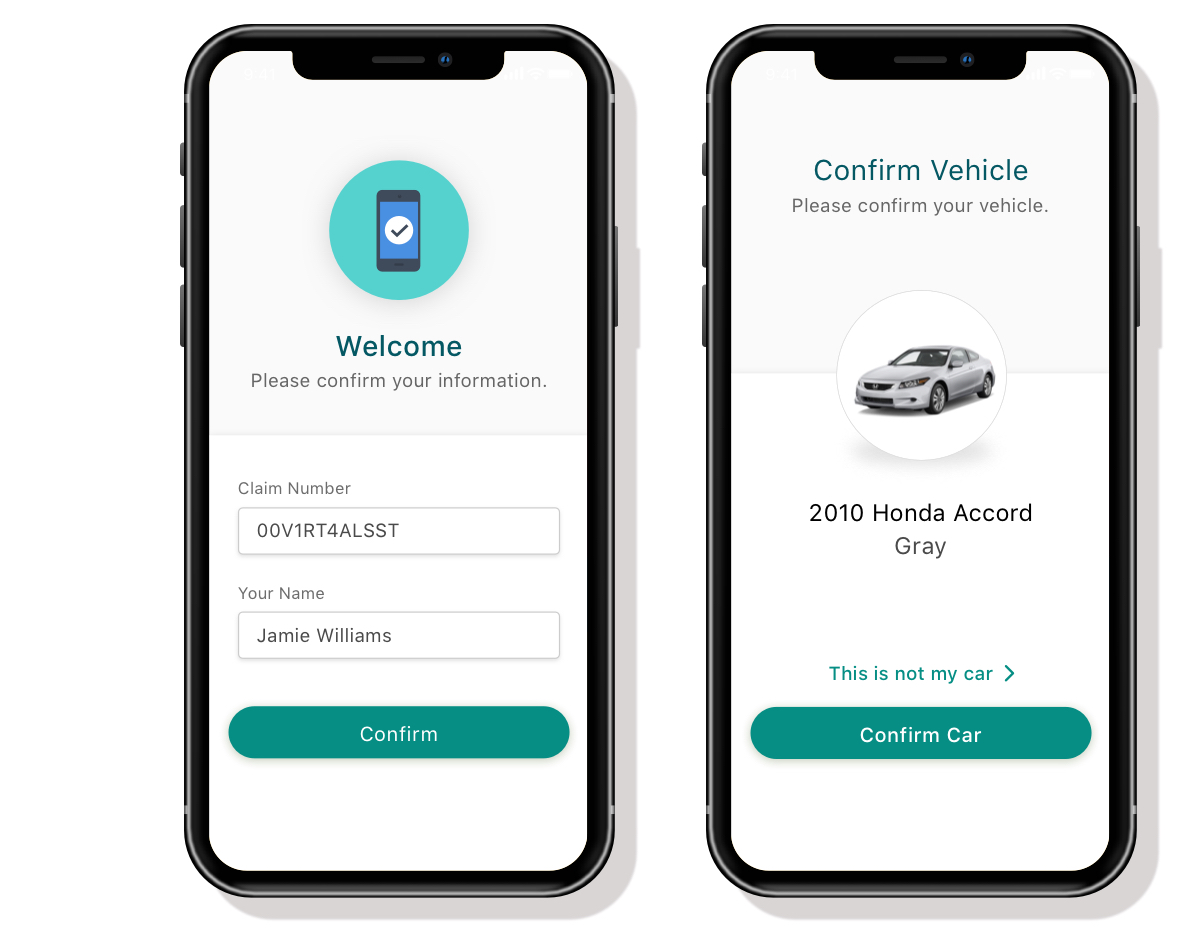 9:41
Welcome
Please confirm your information.
Claim Number
00V1RT4ALSST
Your Name
Jamie Williams
Confirm
9:41
Confirm Vehicle
Please confirm your vehicle.
2010 Honda Accord
Gray
This is not my car
Confirm Car